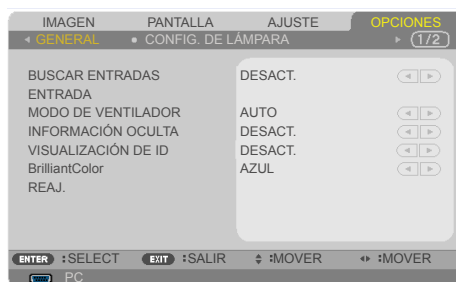 IMAGEN PANTALLA AJUSTE OPCIONES
GENERAL • CONFIG. DE LÁMPARA 1/2
BUSCAR ENTRADAS DESACT.
ENTRADA
MODO DE VENTILADOR AUTO
INFORMACIÓN OCULTA DESACT.
VISUALIZACIÓN DE ID DESACT.
BrilliantColor AZUL
REAJ.
ENTER :SELECT EXIT :SALIR :MOVER :MOVER
PC